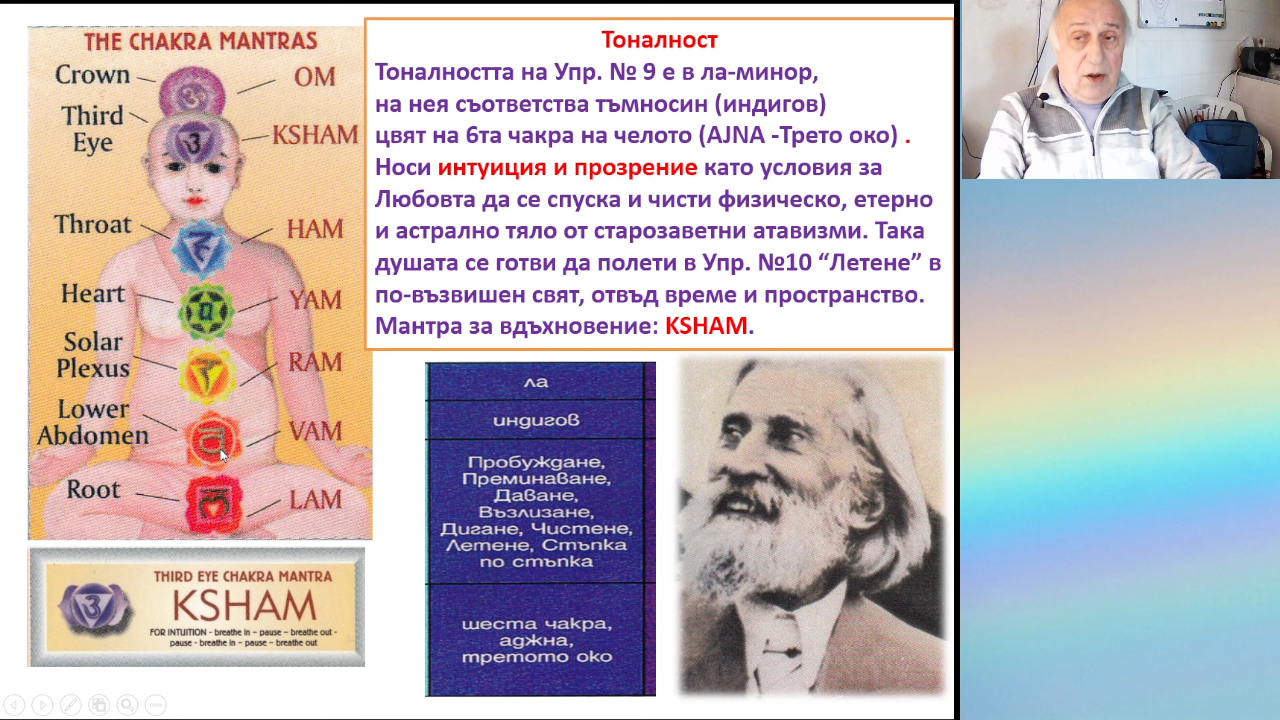 THE CHAKRA MANTRAS
Crown
OM
Third
Eye
KSHAM
Throat
HAM
Heart
YAM
Solar
Plexus
RAM
Lower
Abdomen
VAM
Root
LAM
THIRD EYE CHAKRA MANTRA
KSHAM
FOR INTUITION - breathe in – pause – breathe out -
pause - breathe in – pause – breathe out
Тоналност
Тоналността на Упр. № 9 е в ла-минор,
на нея съответства тъмносин (индигов)
цвят на 6та чакра на челото (AJNA -Трето око) .
Носи интуиция и прозрение като условия за
Любовта да се спуска и чисти физическо, етерно
и астрално тяло от старозаветни атавизми. Така
душата се готви да полети в Упр. №10 “Летене” в
по-възвишен свят, отвъд време и пространство.
Мантра за вдъхновение: KSHAM.
ла
индигов
Пробуждане,
Преминаване,
Даване,
Възлизане,
Дигане, Чистене,
Летене, Стъпка
по стъпка
шеста чакра,
аджна,
третото око